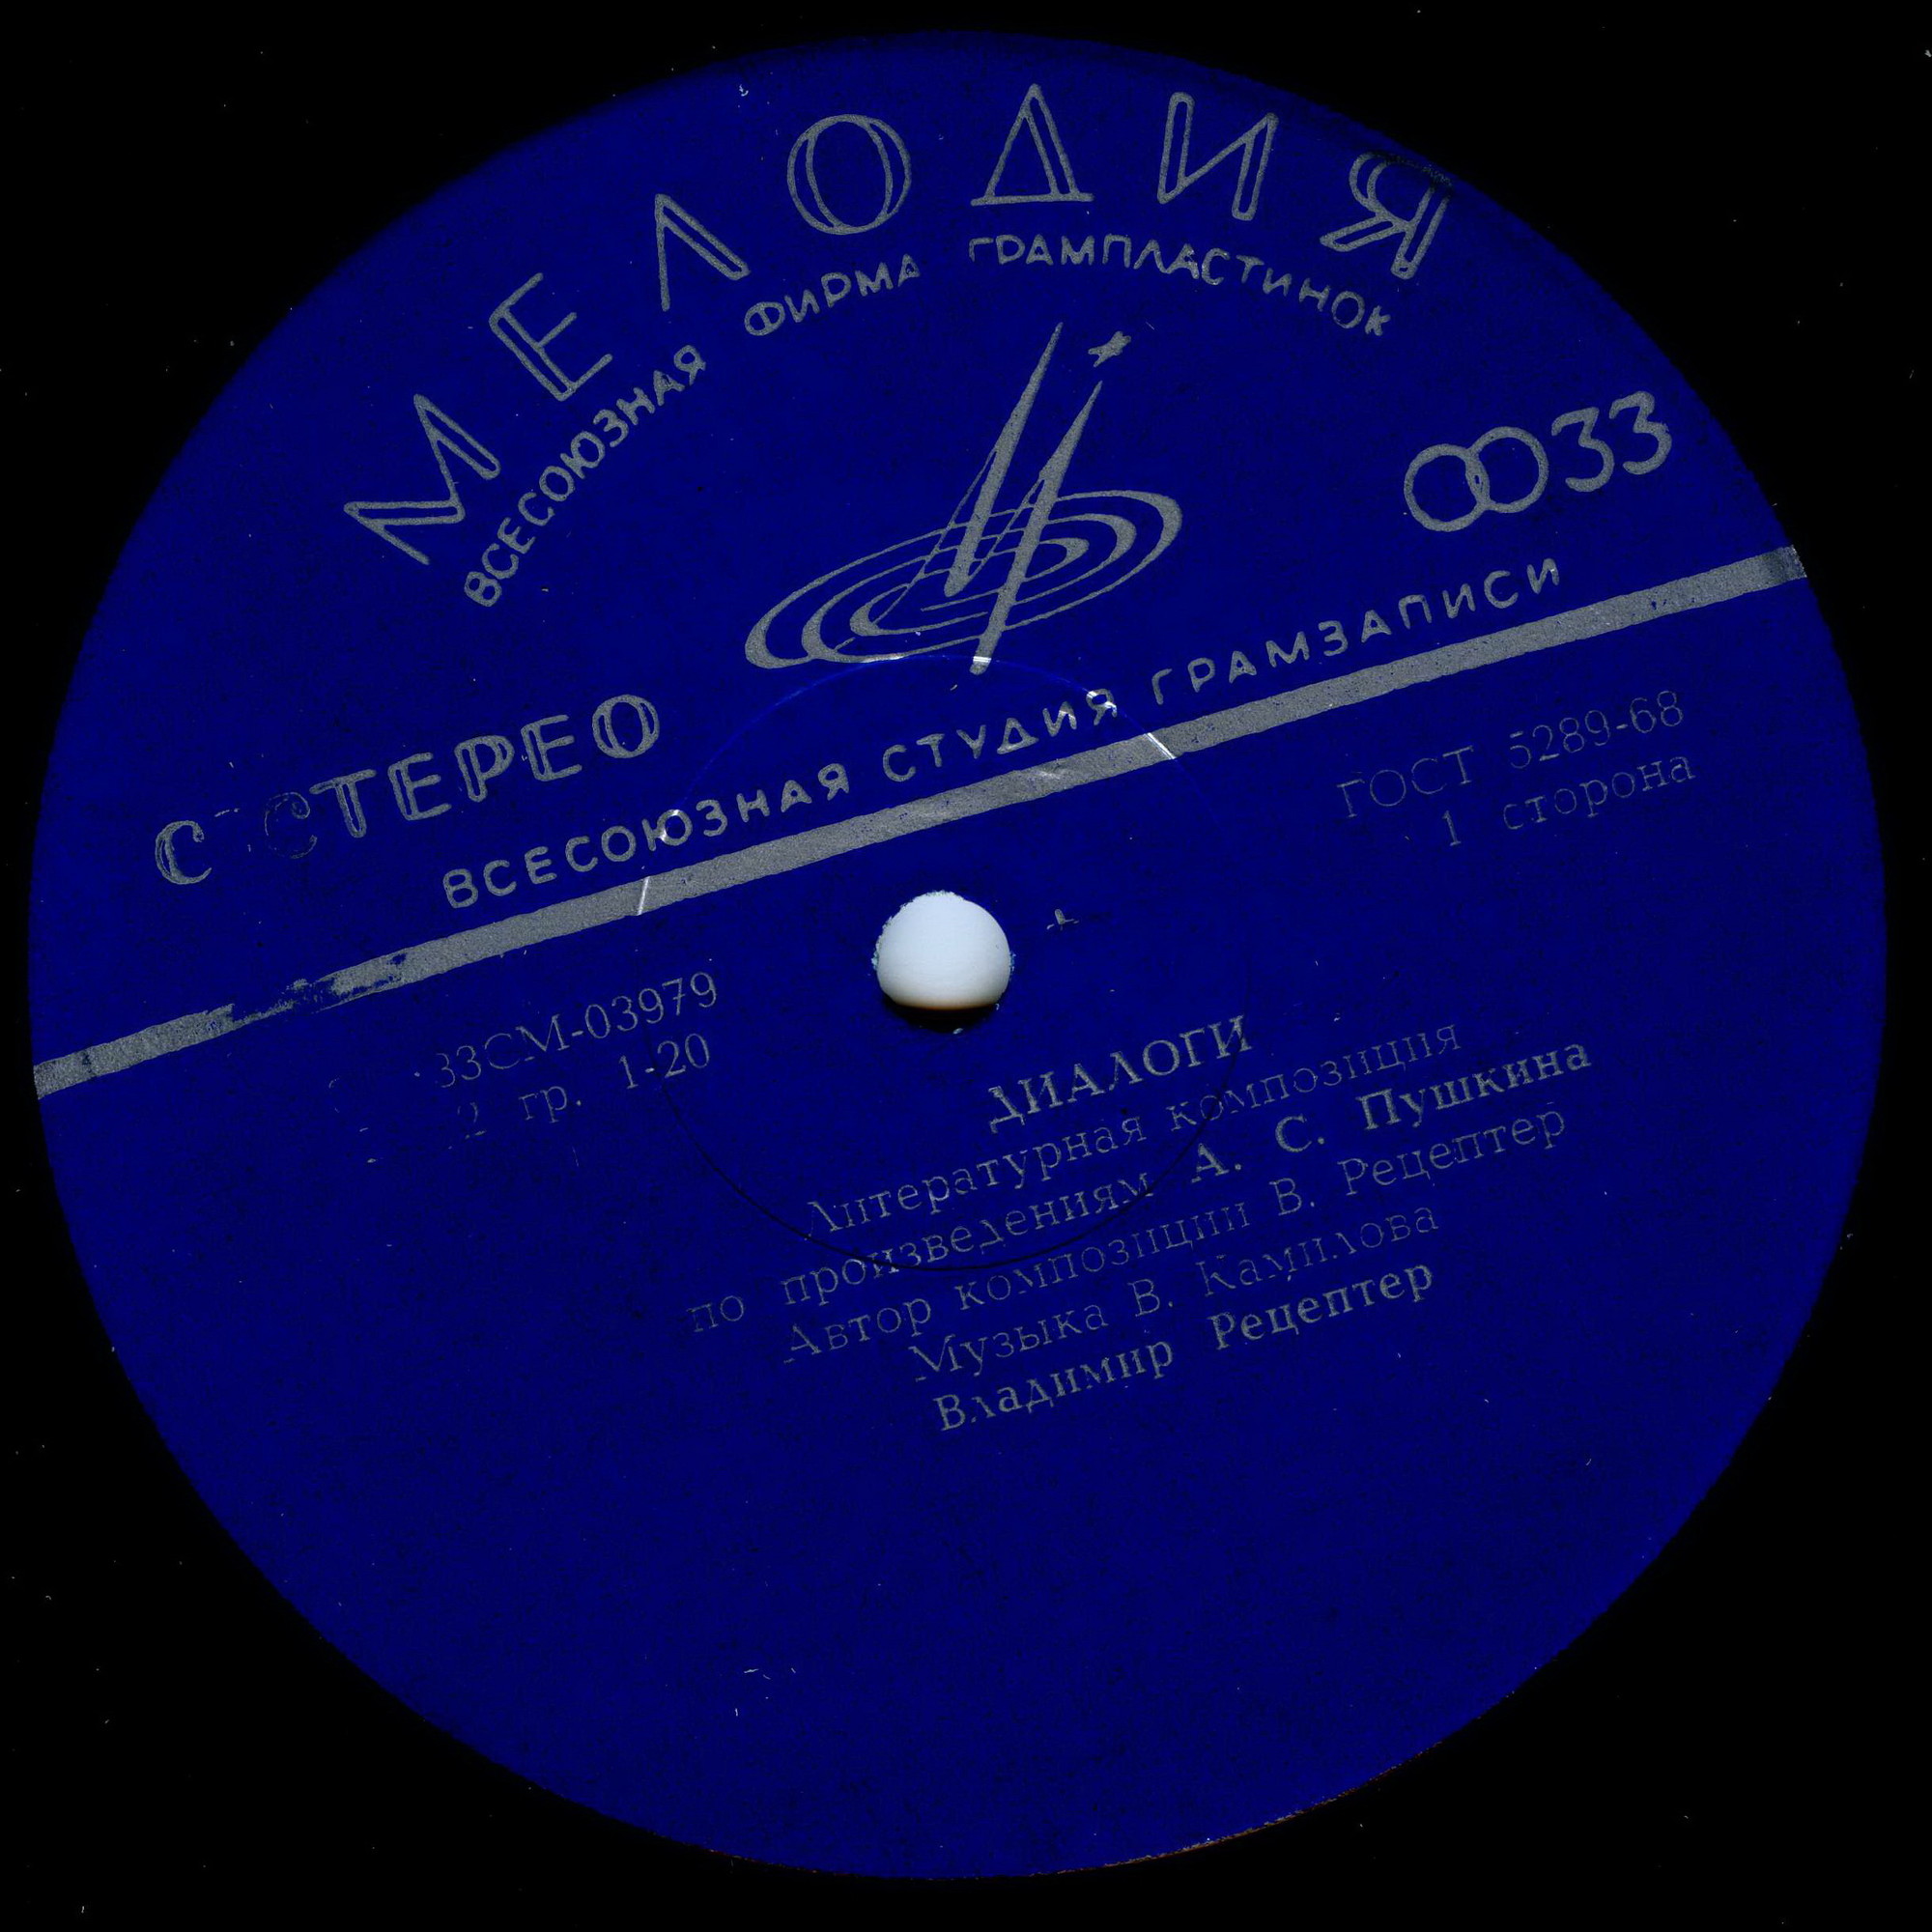 МЕЛОДИЯ
ВСЕСОЮЗНАЯ ФИРМА ГРАМПЛАСТИНОК
33
СТЕРЕО
ВСЕСОЮЗНАЯ СТУДИЯ ГРАМЗАПИСИ
ГОСТ 5289-68
1 сторона
33СМ-03979
гр. 1-20
ДИАЛОГИ
Литературная композиция
по произведениям А. С. Пушкина
Автор композиции В. Рецептер
Музыка В. Камилова
Владимир Рецептер